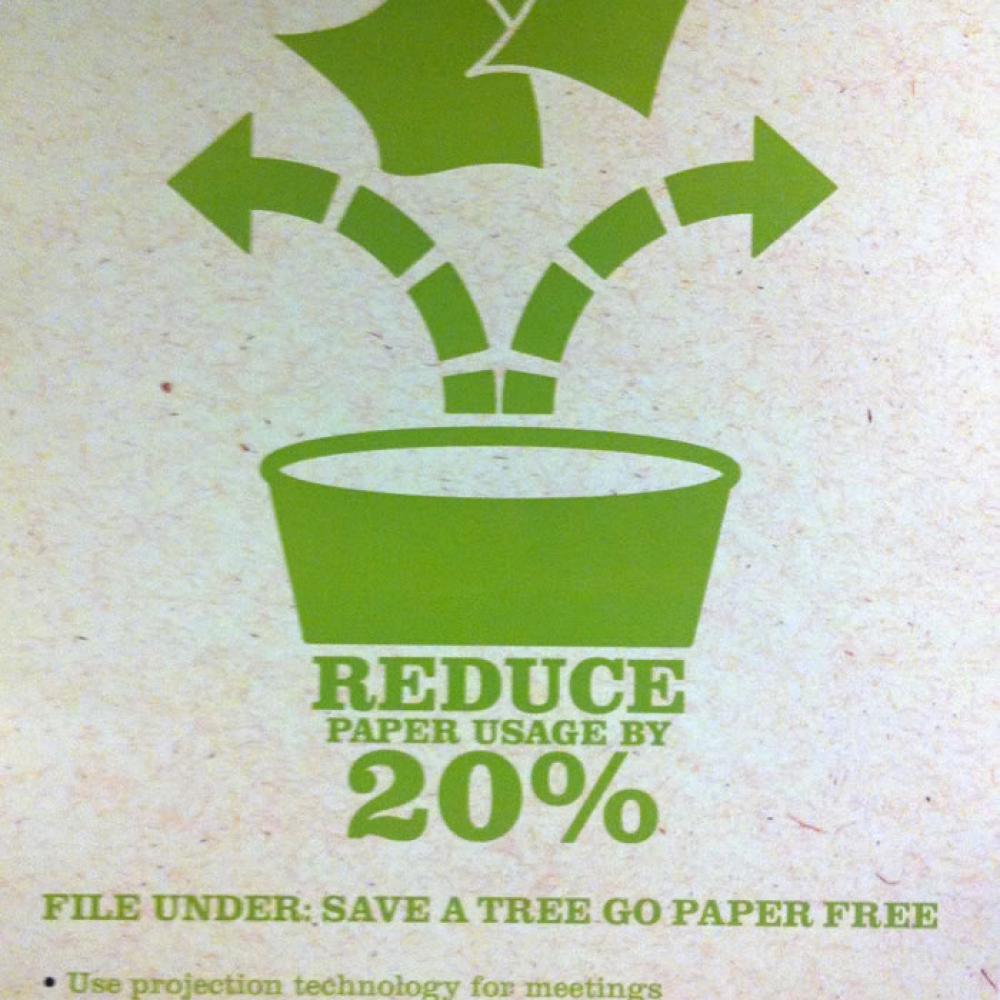 REDUCE
PAPER USAGE BY
20%
FILE UNDER: SAVE A TREE GO PAPER FREE
• Use projection technology for meetings